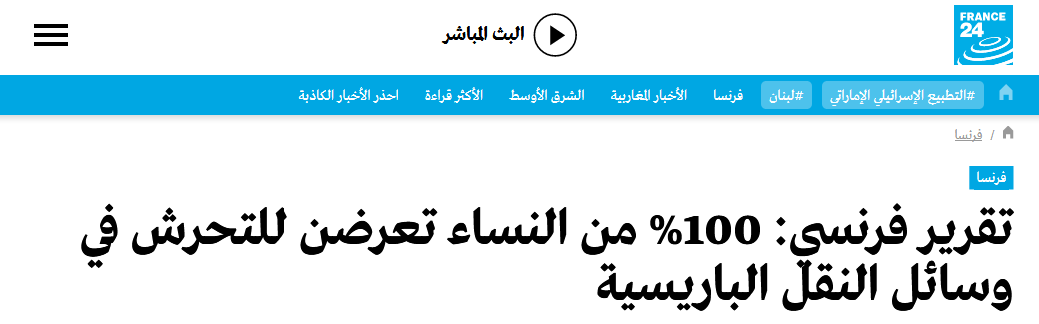 FRANCE
24
البث المباشر
#التطبيع الإسرائيلي الإماراتي #لبنان فرنسا الأخبار المغاربية الشرق الأوسط الأكثر قراءة احذر الأخبار الكاذبة
/ فرنسا
فرنسا
تقرير فرنسي: 100% من النساء تعرضن للتحرش في
وسائل النقل الباريسية